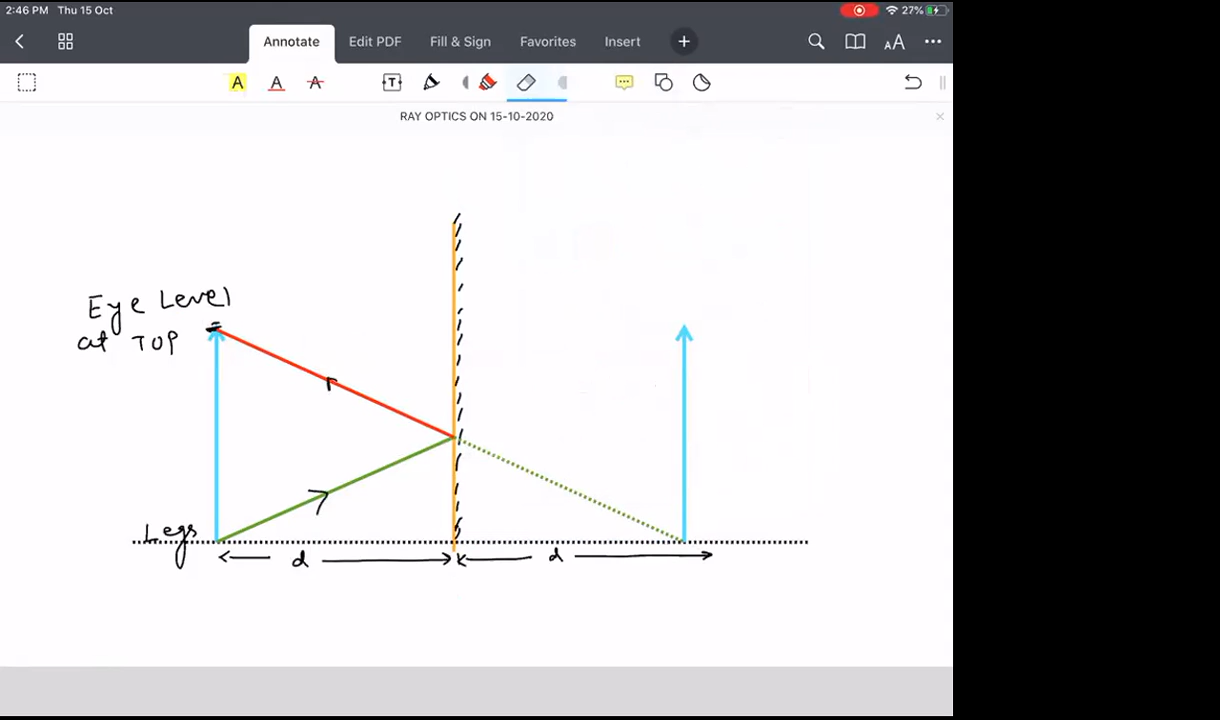 2:46 PM Thu 15 Oct
27%
Annotate Edit PDF Fill & Sign Favorites Insert
AA
A A A T
RAY OPTICS ON 15-10-2020
Eye Level
at TOP
Legs
d d